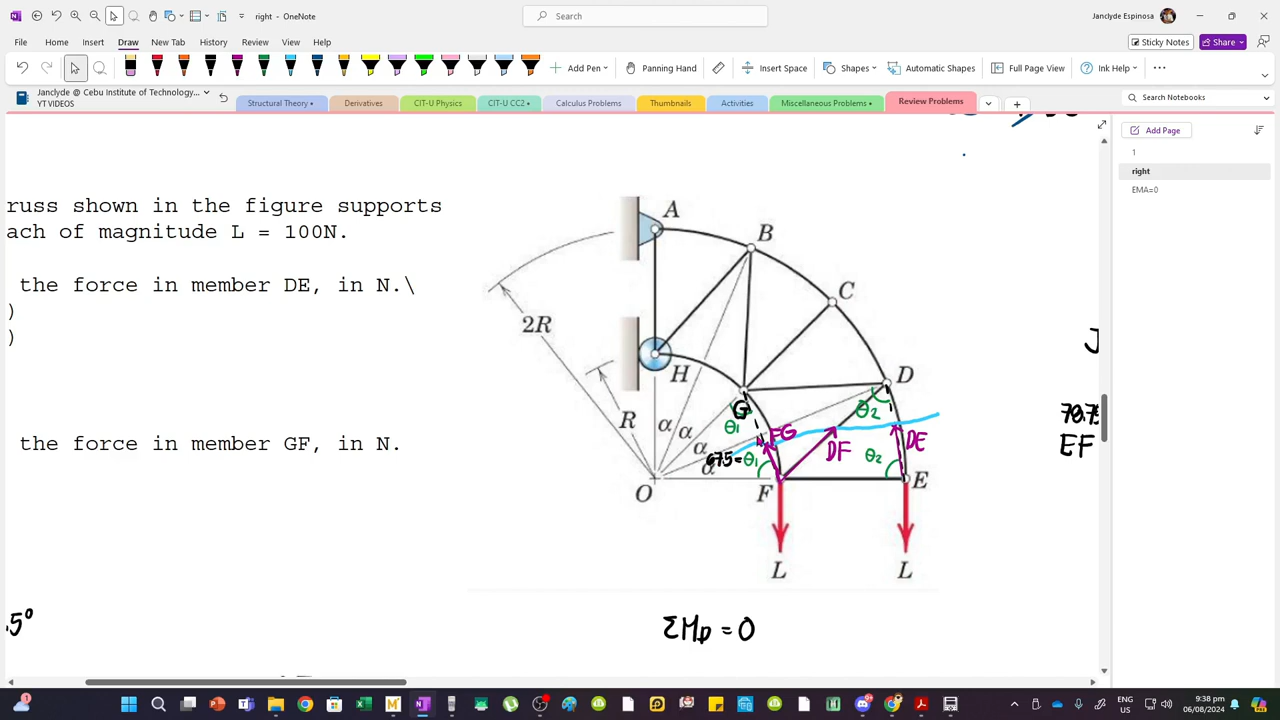 right - OneNote
Search
Janclyde Espinosa
File Home Insert Draw New Tab History Review View Help
Sticky Notes Share
Add Pen Panning Hand Insert Space Shapes Automatic Shapes Full Page View Ink Help
Janclyde @ Cebu Institute of Technology...
YT VIDEOS
Structural Theory Derivatives CIT-U Physics CIT-U CC2 Calculus Problems Thumbnails Activities Miscellaneous Problems Review Problems
Search Notebooks
Add Page
1
right
EMA=0
russ shown in the figure supports
ach of magnitude L = 100N.
the force in member DE, in N.\
)
)
the force in member GF, in N.
A
B
C
2R
H
D
R
G
α
α
α
α
θ1
θ2
FG
DF
DE
67.5=θ1
θ2
O
F
E
L
L
EF
.5°
ΣMD = 0
ENG
US
9:38 pm
06/08/2024